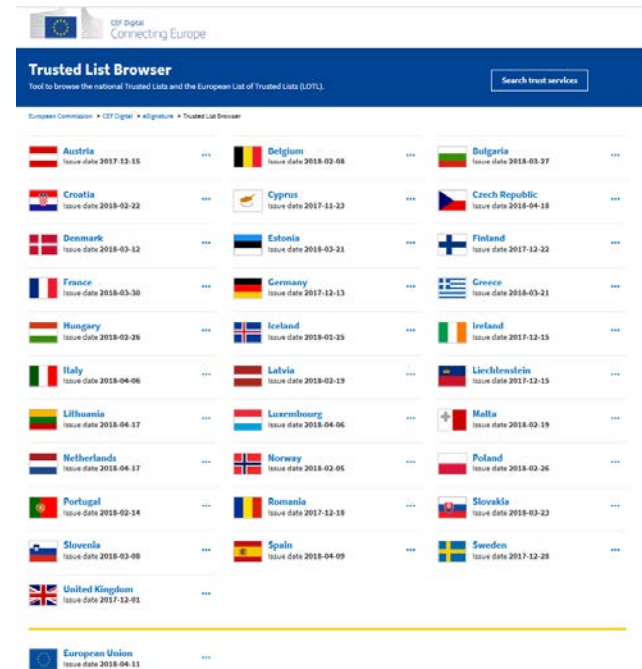 CEF Digital
Connecting Europe
Trusted List Browser
Tool to browse the national Trusted Lists and the European List of Trusted Lists (LOTL).
Search trust services
European Commission > CEF Digital > eSignature > Trusted List Browser
Austria
Issue date 2017-12-15
Belgium
Issue date 2018-02-08
Bulgaria
Issue date 2018-03-27
Croatia
Issue date 2018-02-22
Cyprus
Issue date 2017-11-23
Czech Republic
Issue date 2018-04-18
Denmark
Issue date 2018-03-12
Estonia
Issue date 2018-03-21
Finland
Issue date 2017-12-22
France
Issue date 2018-03-30
Germany
Issue date 2017-12-13
Greece
Issue date 2018-03-21
Hungary
Issue date 2018-02-26
Iceland
Issue date 2018-01-25
Ireland
Issue date 2017-12-15
Italy
Issue date 2018-04-06
Latvia
Issue date 2018-02-19
Liechtenstein
Issue date 2017-12-15
Lithuania
Issue date 2018-04-17
Luxembourg
Issue date 2018-04-06
Malta
Issue date 2018-02-19
Netherlands
Issue date 2018-04-17
Norway
Issue date 2018-02-05
Poland
Issue date 2018-02-26
Portugal
Issue date 2018-02-14
Romania
Issue date 2017-12-18
Slovakia
Issue date 2018-03-23
Slovenia
Issue date 2018-03-08
Spain
Issue date 2018-04-09
Sweden
Issue date 2017-12-28
United Kingdom
Issue date 2017-12-01
European Union
Issue date 2018-04-11